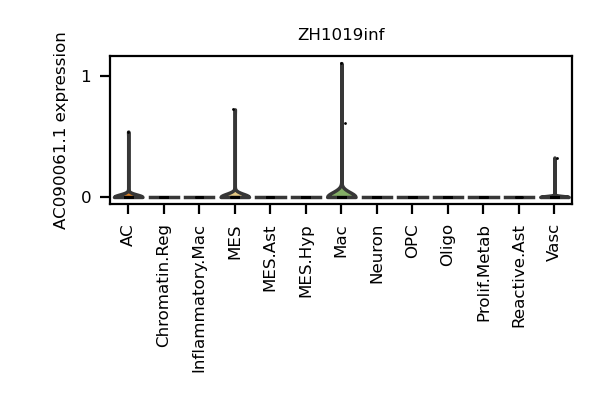 ZH1019inf
AC090061.1 expression
1
0
AC
Chromatin.Reg
Inflammatory.Mac
MES
MES.Ast
MES.Hyp
Mac
Neuron
OPC
Oligo
Prolif.Metab
Reactive.Ast
Vasc